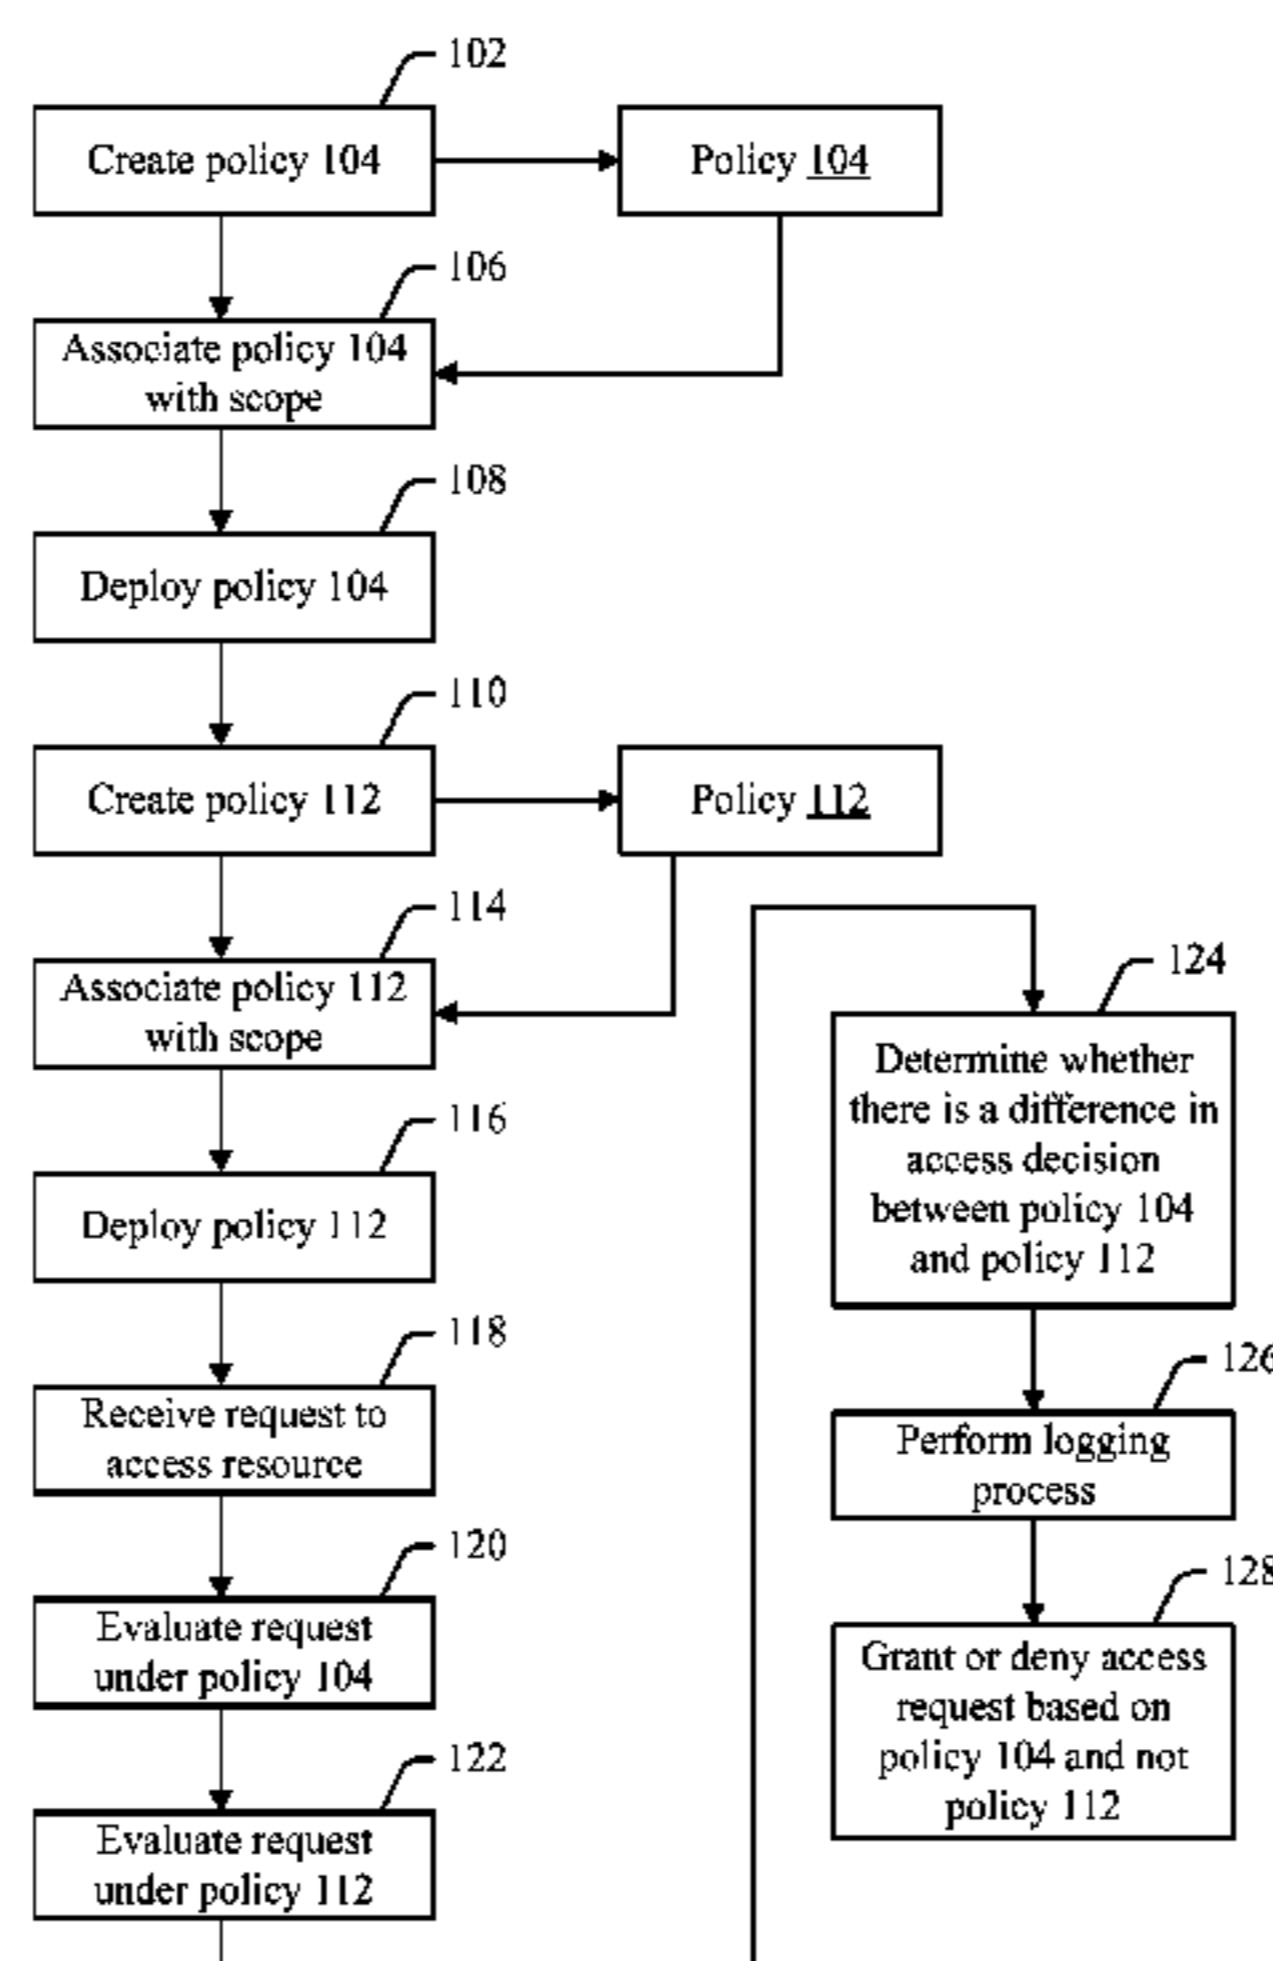 102
Create policy 104
Policy 104
106
Associate policy 104
with scope
108
Deploy policy 104
110
Create policy 112
Policy 112
114
Associate policy 112
with scope
116
Deploy policy 112
118
Receive request to
access resource
120
Evaluate request
under policy 104
122
Evaluate request
under policy 112
124
Determine whether
there is a difference in
access decision
between policy 104
and policy 112
126
Perform logging
process
128
Grant or deny access
request based on
policy 104 and not
policy 112